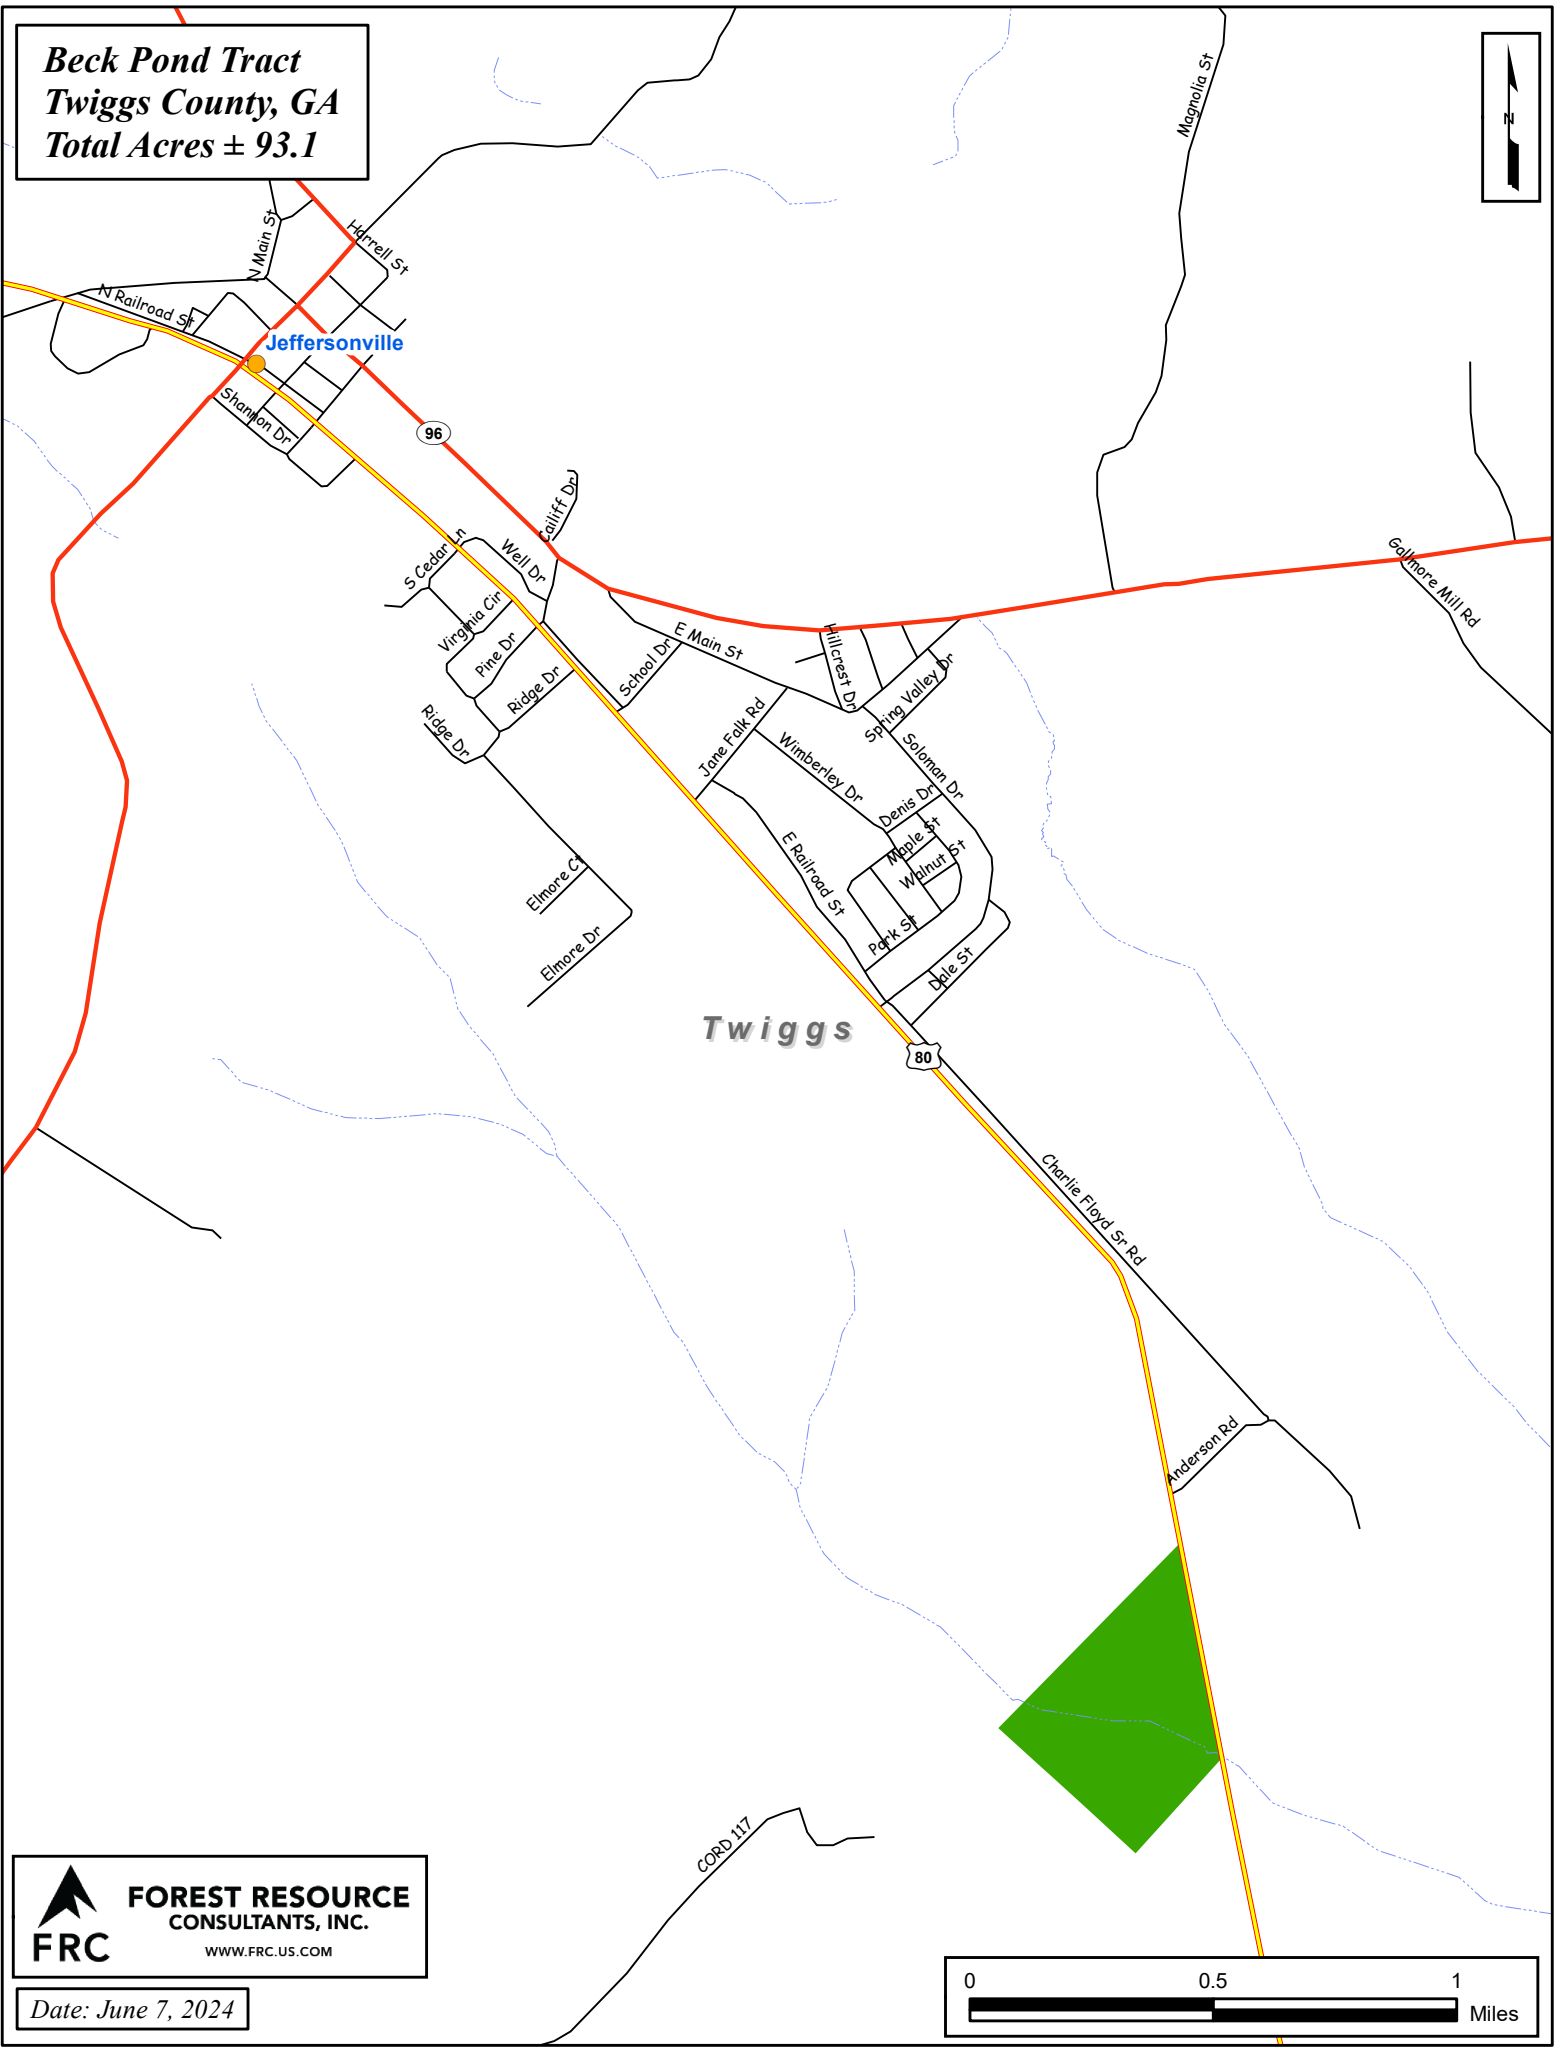 Beck Pond Tract
Twiggs County, GA
Total Acres ± 93.1
N
Magnolia St
N Main St
Harrell St
N Railroad St
Jeffersonville
Shannon Dr
96
Cailiff Dr
S Cedar Ln
Well Dr
Virginia Cir
Pine Dr
Ridge Dr
Ridge Dr
School Dr
E Main St
Hillcrest Dr
Spring Valley Dr
Gallmore Mill Rd
Jane Falk Rd
Wimberley Dr
Soloman Dr
Denis Dr
Maple St
Walnut St
E Railroad St
Park St
Dale St
Elmore Ct
Elmore Dr
Twiggs
80
Charlie Floyd Sr Rd
Anderson Rd
CORD 117
FRC
FOREST RESOURCE
CONSULTANTS, INC.
WWW.FRC.US.COM
Date: June 7, 2024
0 0.5 1
Miles